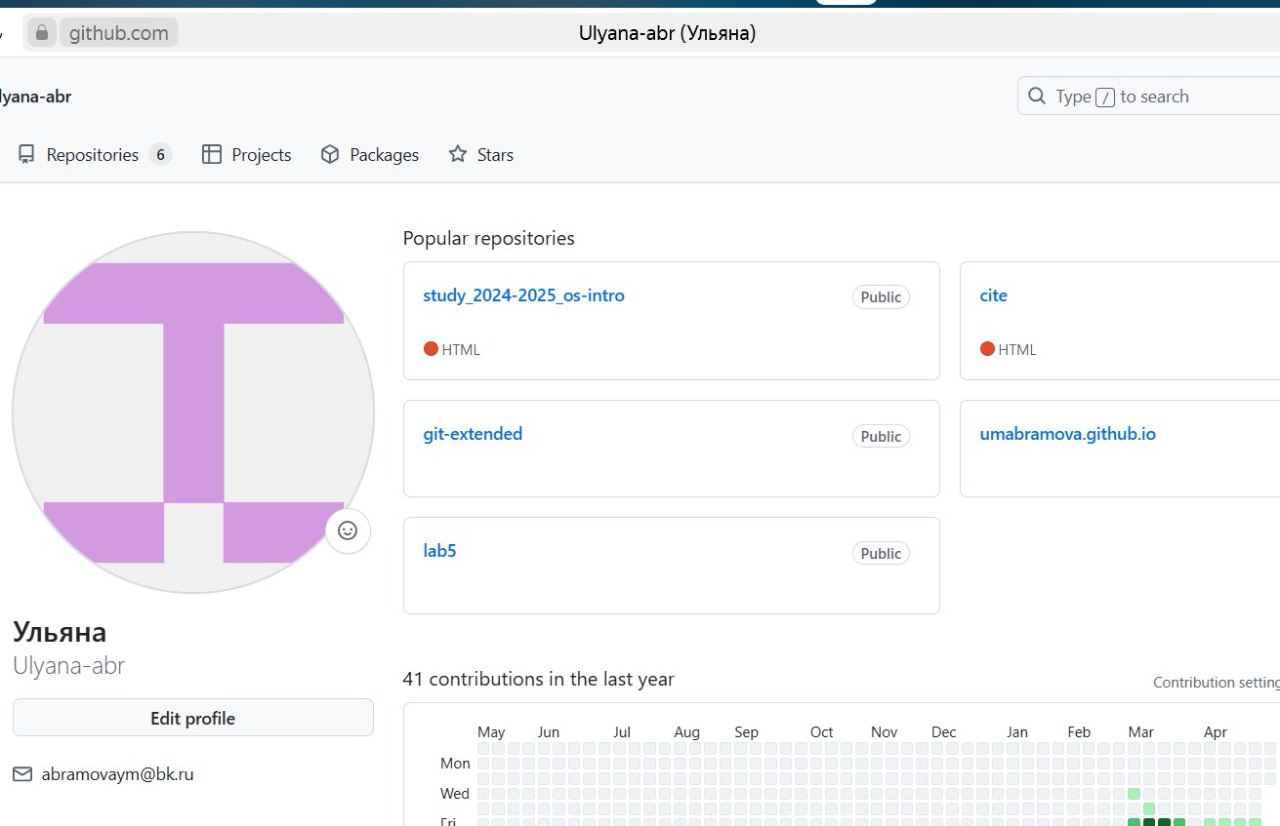 github.com
Ulyana-abr (Ульяна)
lyana-abr
Type / to search
Repositories 6
Projects
Packages
Stars
Popular repositories
study_2024-2025_os-intro
Public
HTML
cite
HTML
git-extended
Public
umabramova.github.io
lab5
Public
Ульяна
Ulyana-abr
Edit profile
abramovaym@bk.ru
41 contributions in the last year
Contribution setting
May Jun Jul Aug Sep Oct Nov Dec Jan Feb Mar Apr
Mon
Wed
Fri